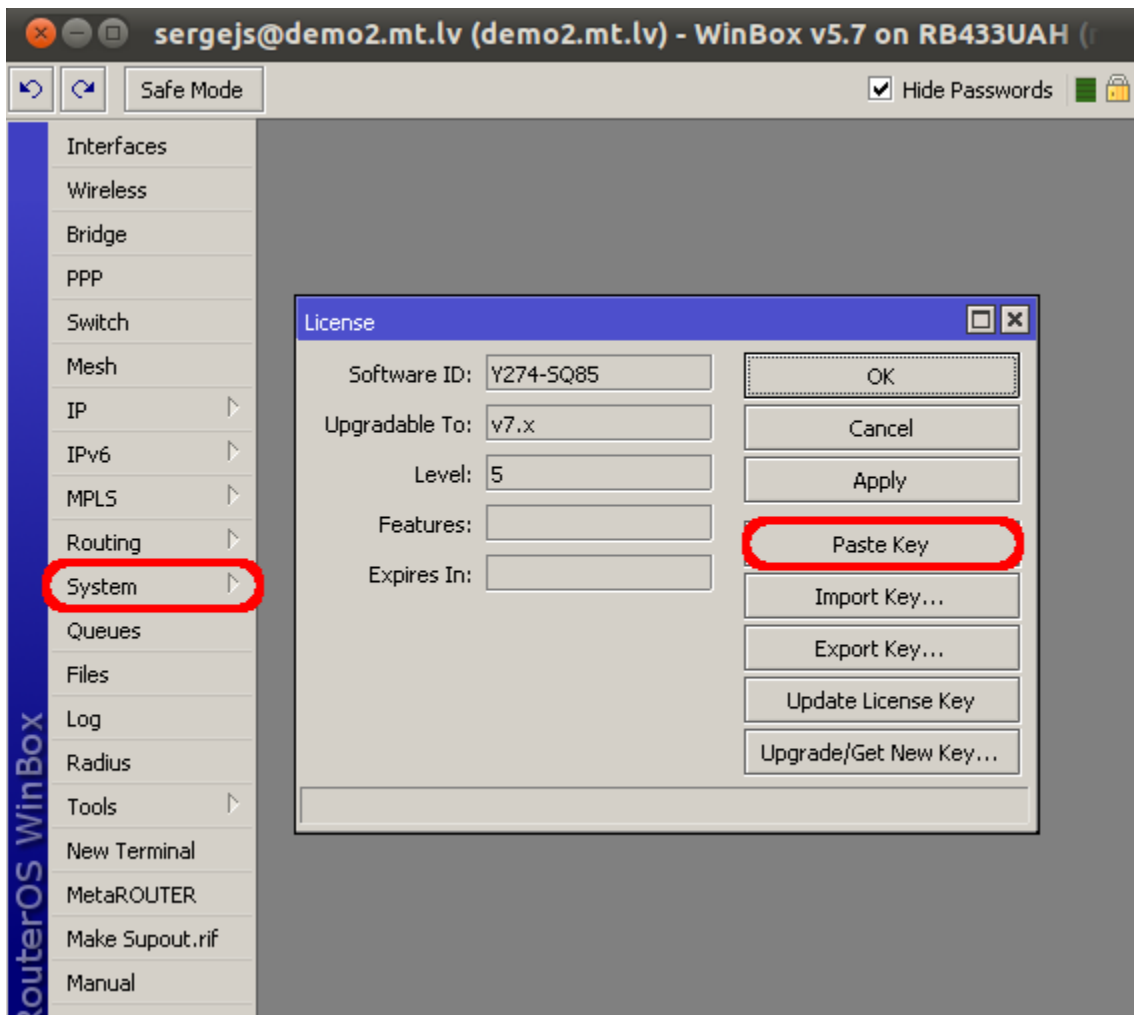 sergejs@demo2.mt.lv (demo2.mt.lv) - WinBox v5.7 on RB433UAH (
Safe Mode
Hide Passwords
Interfaces
Wireless
Bridge
PPP
Switch
Mesh
IP
IPv6
MPLS
Routing
System
Queues
Files
Log
Radius
Tools
New Terminal
MetaROUTER
Make Supout.rif
Manual
RouterOS WinBox
License
Software ID: Y274-SQ85
Upgradable To: v7.x
Level: 5
Features:
Expires In:
OK
Cancel
Apply
Paste Key
Import Key...
Export Key...
Update License Key
Upgrade/Get New Key...